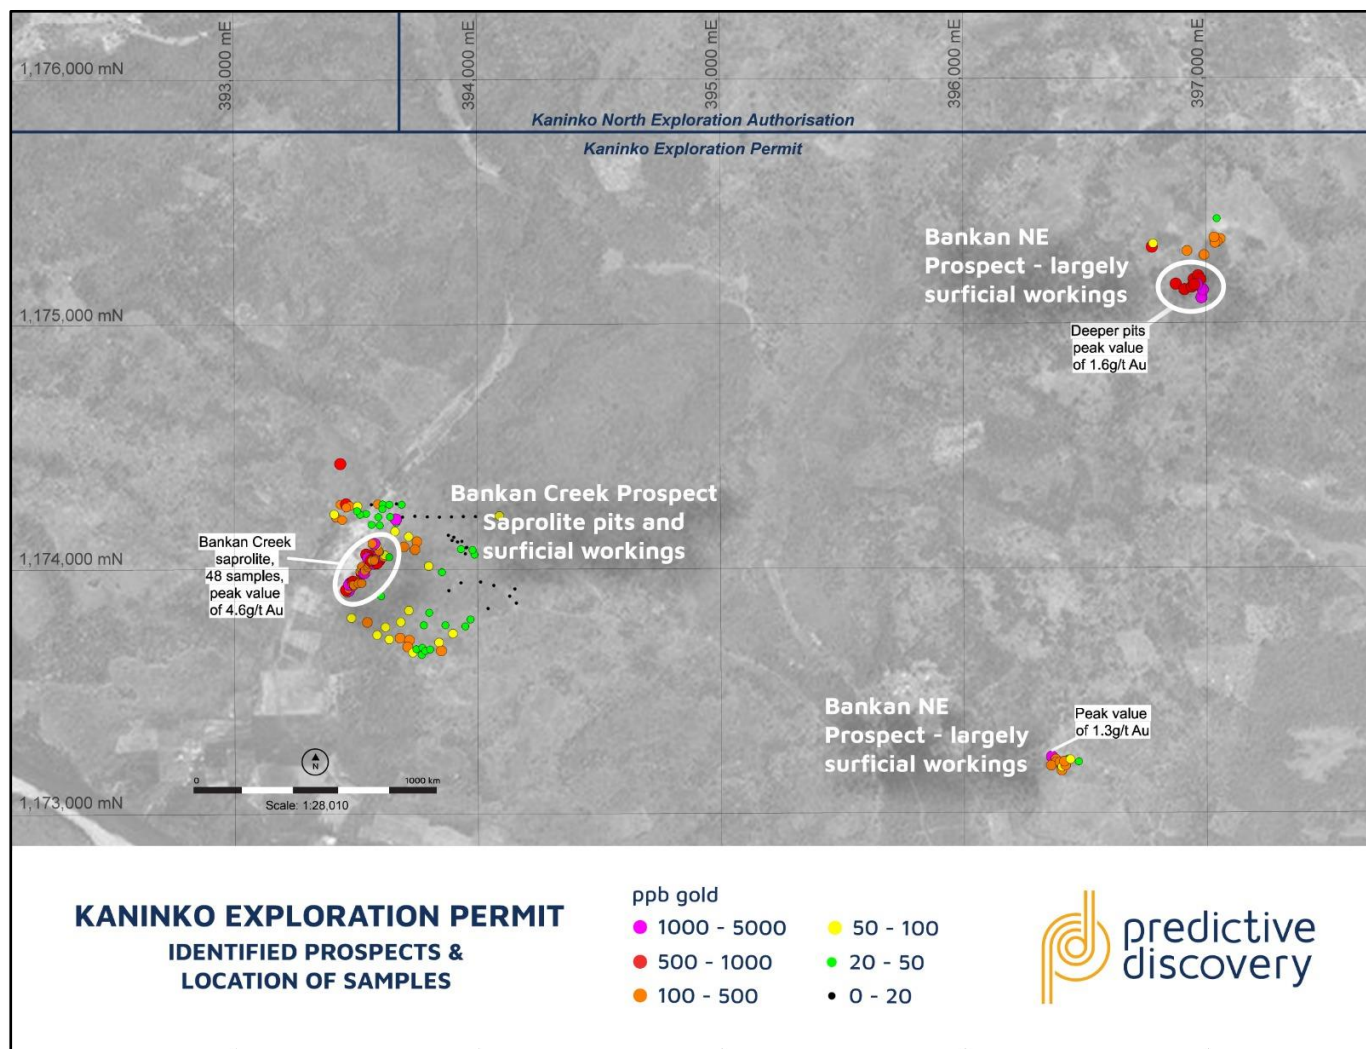 393,000 mE
394,000 mE
395,000 mE
396,000 mE
397,000 mE
1,176,000 mN
Kaninko North Exploration Authorisation
Kaninko Exploration Permit
Bankan NE
Prospect - largely
surficial workings
1,175,000 mN
Deeper pits
peak value
of 1.6g/t Au
Bankan Creek Prospect
Saprolite pits and
surficial workings
Bankan Creek
saprolite,
48 samples,
peak value
of 4.6g/t Au
1,174,000 mN
Bankan NE
Prospect - largely
surficial workings
Peak value
of 1.3g/t Au
N
0
1000 km
Scale: 1:28,010
1,173,000 mN
KANINKO EXPLORATION PERMIT
IDENTIFIED PROSPECTS &
LOCATION OF SAMPLES
ppb gold
1000 - 5000
500 - 1000
100 - 500
50 - 100
20 - 50
0 - 20
predictive
discovery